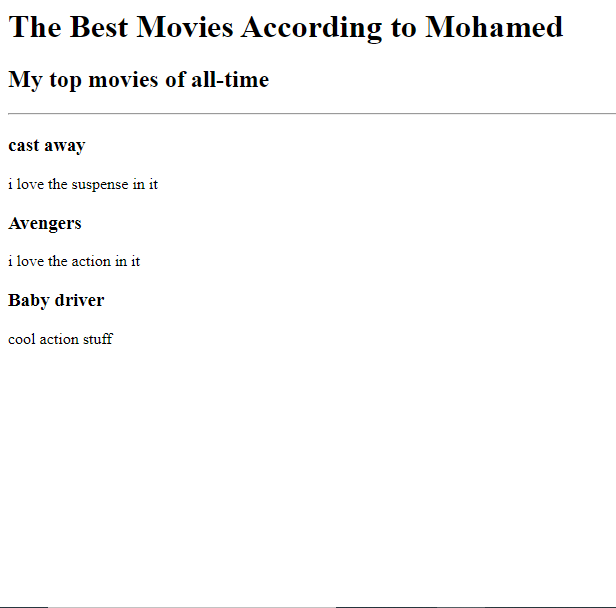 The Best Movies According to Mohamed
My top movies of all-time
cast away
i love the suspense in it
Avengers
i love the action in it
Baby driver
cool action stuff